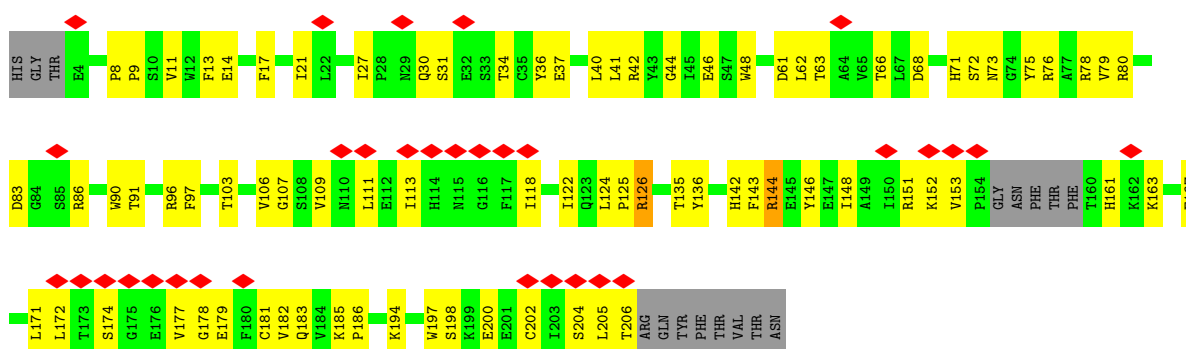 HIS GLY THR E4 P8 P9 S10 V11 W12 F13 E14 F17 I21 L22 I27 P28 N29 Q30 S31 E32 S33 T34 C35 Y36 E37 L40 L41 R42 Y43 G44 I45 E46 S47 W48 D61 L62 T63 A64 V65 T66 L67 D68 H71 S72 N73 G74 Y75 R76 A77 R78 V79 R80
D83 G84 S85 R86 W90 T91 R96 F97 T103 V106 G107 S108 V109 N110 L111 E112 I113 H114 N115 G116 F117 I118 I122 Q123 L124 P125 R126 T135 Y136 H142 F143 R144 E145 Y146 E147 I148 A149 I150 R151 K152 V153 P154 GLY ASN PHE THR PHE T160 H161 K162 K163
L171 L172 T173 S174 G175 E176 V177 G178 E179 F180 C181 V182 Q183 V184 K185 P186 K194 W197 S198 K199 E200 E201 C202 I203 S204 L205 T206 ARG GLN TYR PHE THR VAL THR ASN